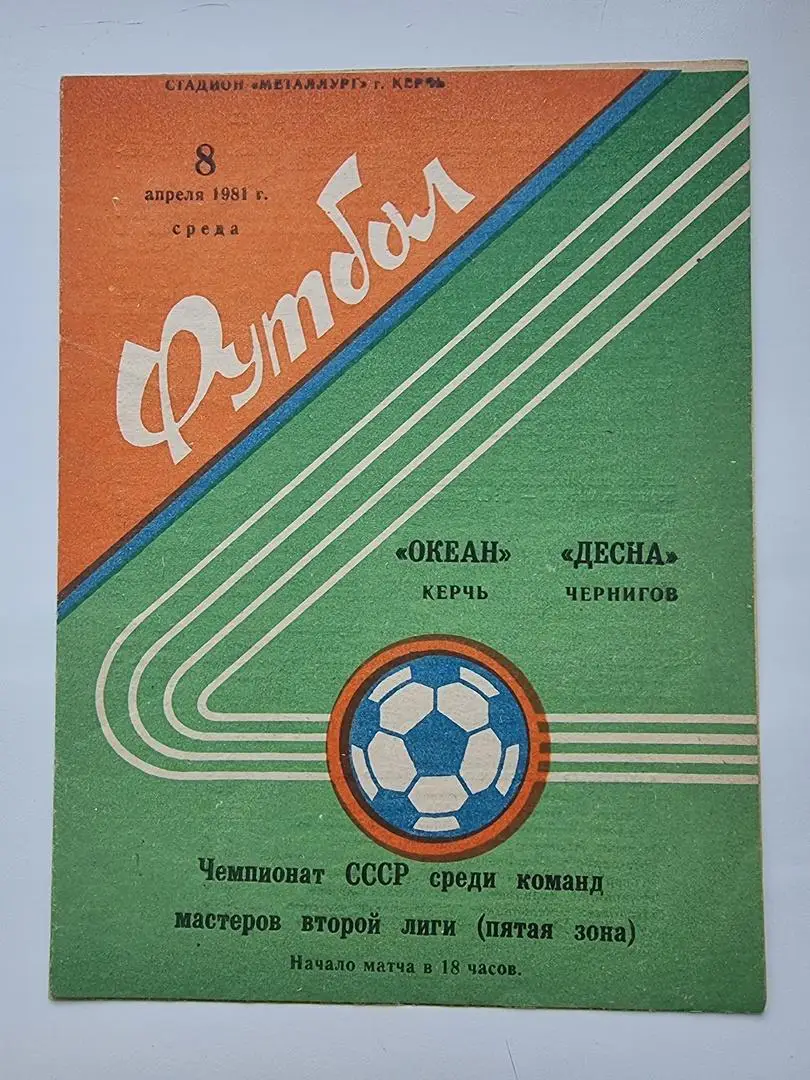 СТАДИОН «МЕТАЛЛУРГ» г. КЕРЧЬ
8
апреля 1981 г.
среда
Футбол
«ОКЕАН» «ДЕСНА»
КЕРЧЬ ЧЕРНИГОВ
Чемпионат СССР среди команд
мастеров второй лиги (пятая зона)
Начало матча в 18 часов.